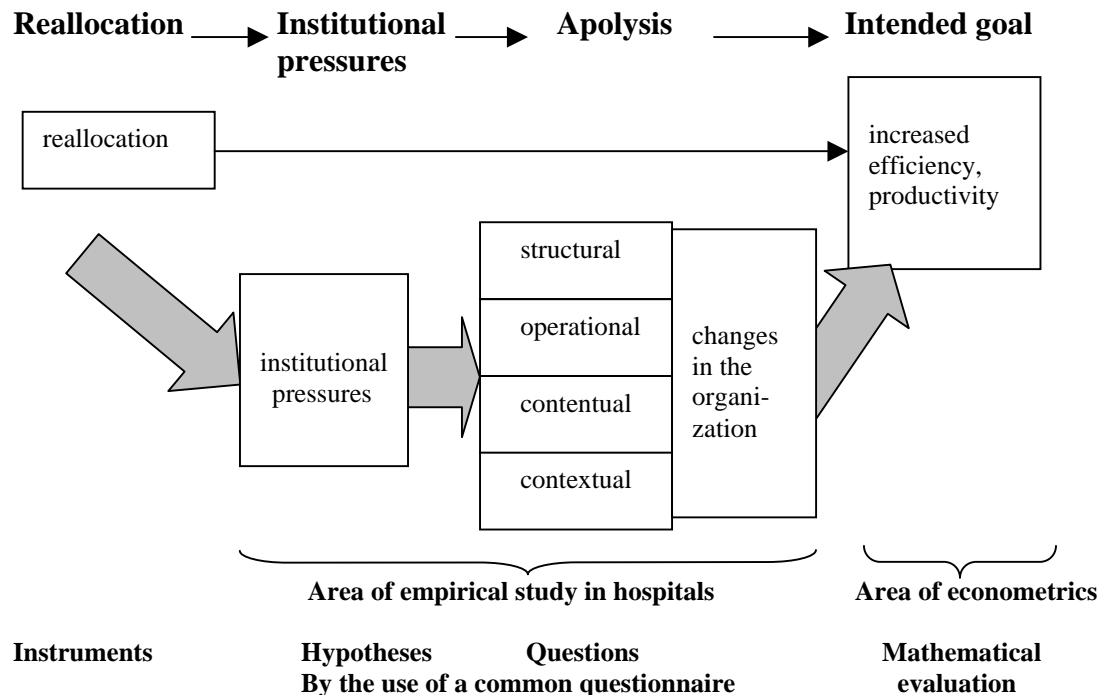 Reallocation Institutional Apolysis Intended goal
pressures
reallocation
increased
efficiency,
productivity
structural
operational
contentual
contextual
institutional
pressures
changes
in the
organi-
zation
Area of empirical study in hospitals Area of econometrics
Instruments Hypotheses Questions Mathematical
By the use of a common questionnaire evaluation